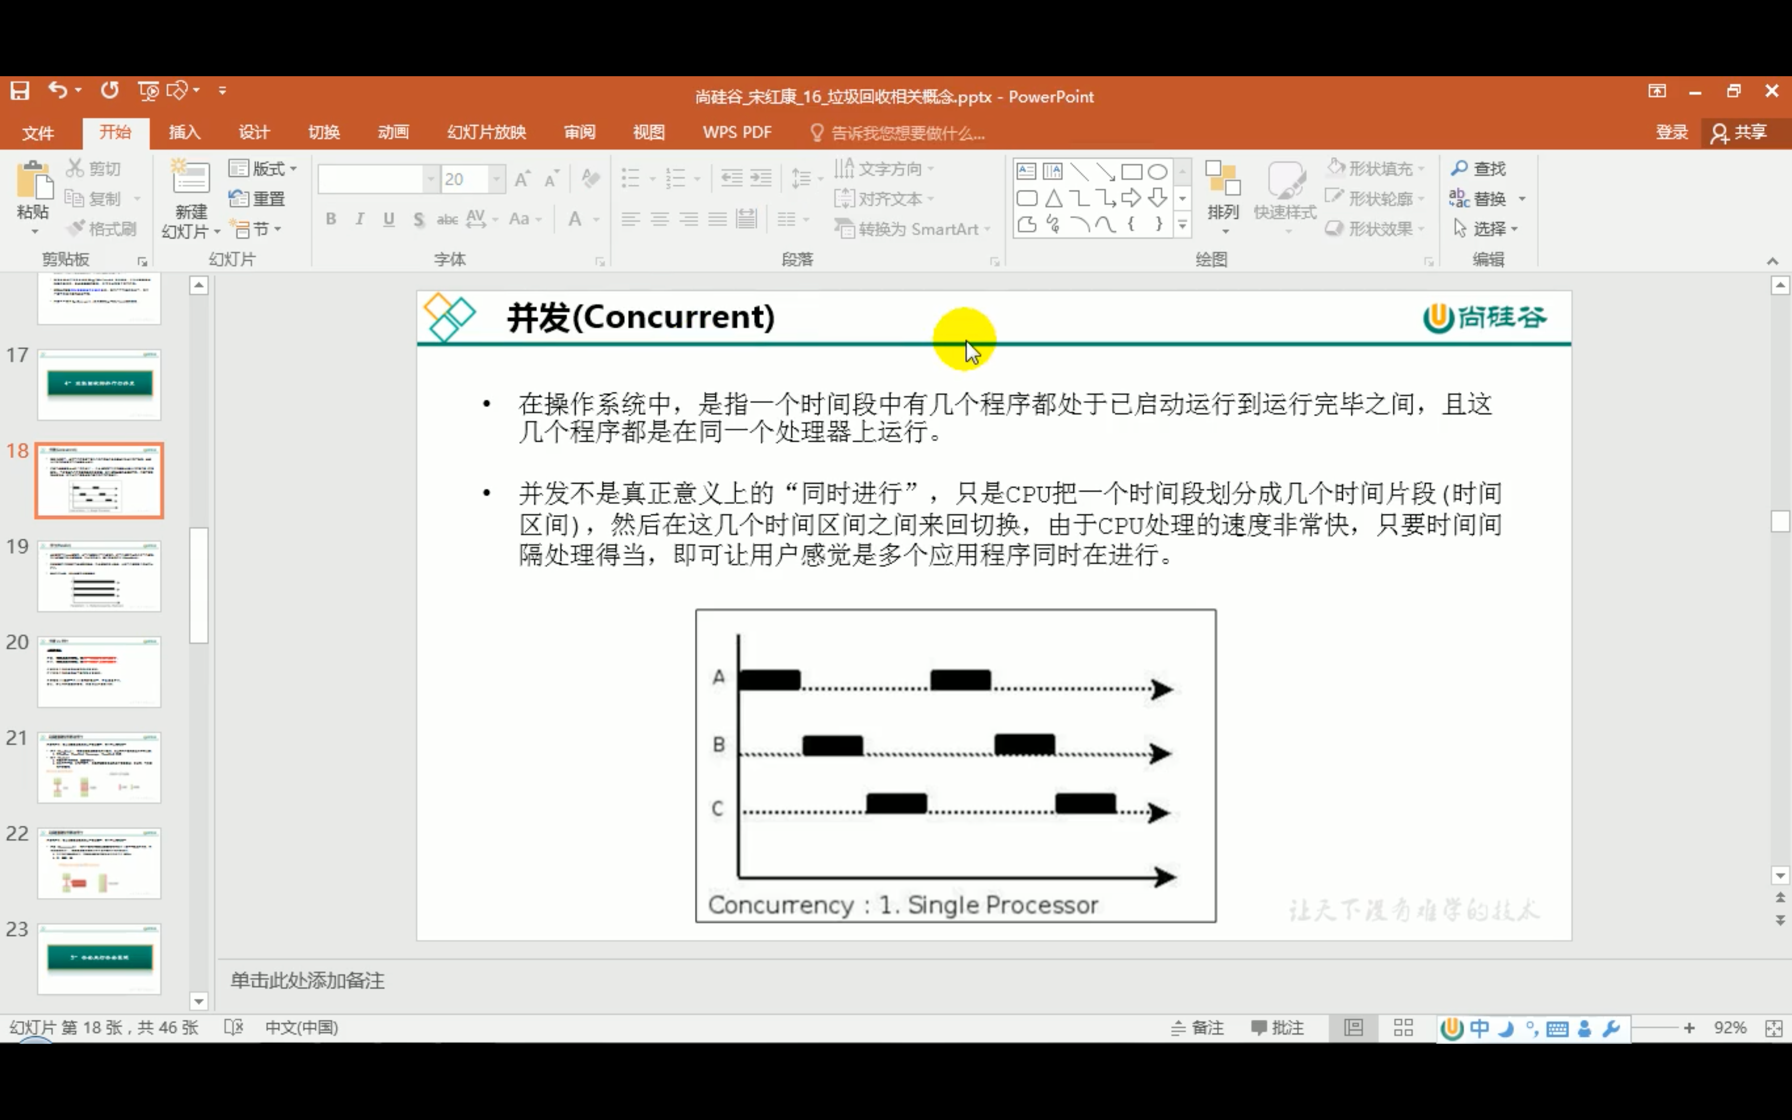 尚硅谷_宋红康_16_垃圾回收相关概念.pptx - PowerPoint
文件 开始 插入 设计 切换 动画 幻灯片放映 审阅 视图 WPS PDF 告诉我您想要做什么... 登录 共享
粘贴 剪切 复制 格式刷
新建 幻灯片 版式 重置 节
20
B I U S abc AV Aa A
文字方向
对齐文本
转换为 SmartArt
排列 快速样式
形状填充
形状轮廓
形状效果
查找
替换
选择
剪贴板 幻灯片 字体 段落 绘图 编辑
17
18
19
20
21
22
23
并发(Concurrent)
尚硅谷
• 在操作系统中，是指一个时间段中有几个程序都处于已启动运行到运行完毕之间，且这
几个程序都是在同一个处理器上运行。
• 并发不是真正意义上的“同时进行”，只是CPU把一个时间段划分成几个时间片段(时间
区间)，然后在这几个时间区间之间来回切换，由于CPU处理的速度非常快，只要时间间
隔处理得当，即可让用户感觉是多个应用程序同时在进行。
A
B
C
Concurrency : 1. Single Processor
让天下没有难学的技术
单击此处添加备注
幻灯片 第 18 张，共 46 张 中文(中国) 备注 批注 中 92%